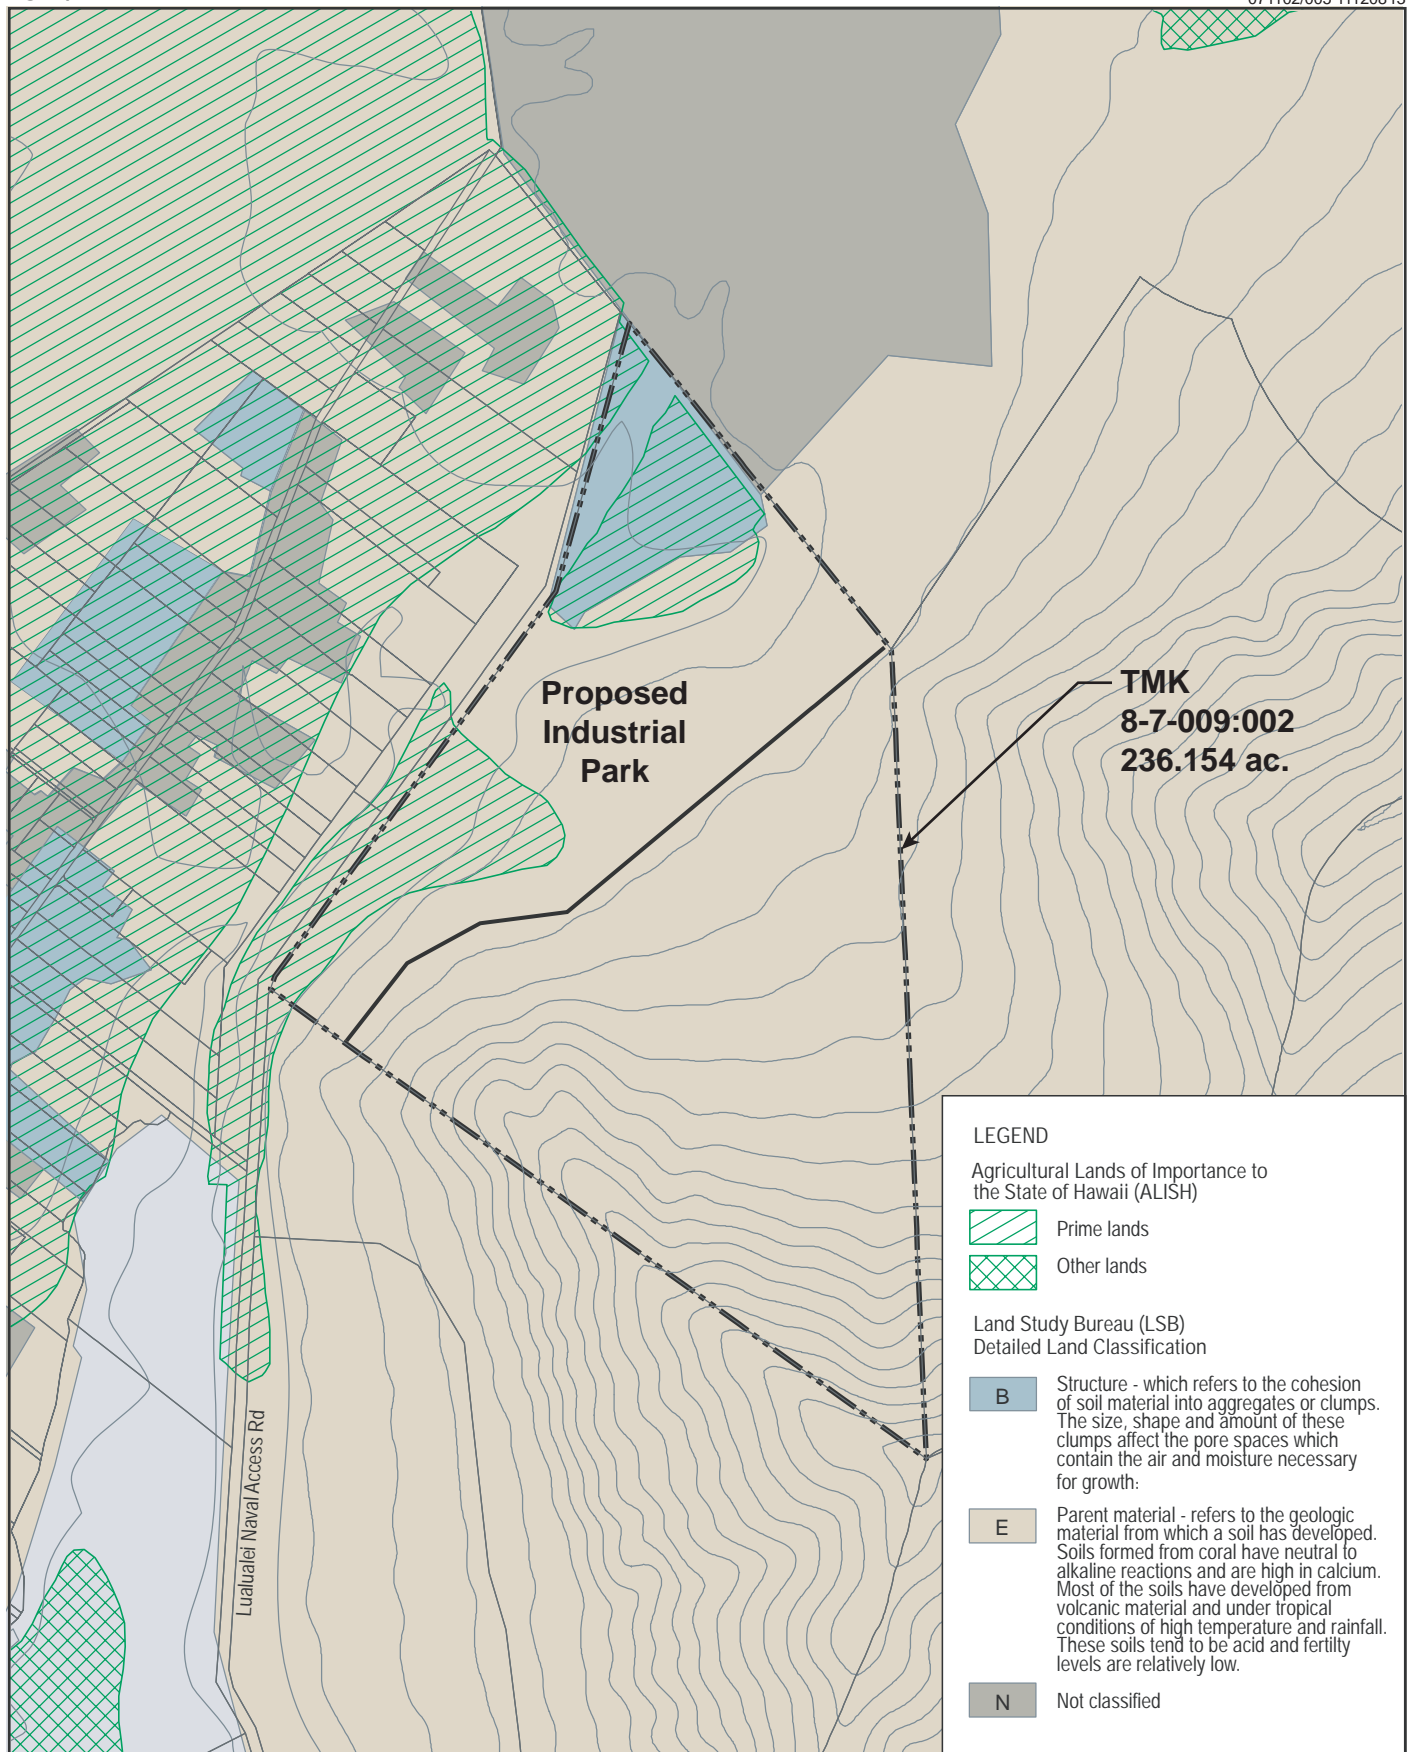 Proposed
Industrial
Park
TMK
8-7-009:002
236.154 ac.
Lualualei Naval Access Rd
LEGEND
Agricultural Lands of Importance to
the State of Hawaii (ALISH)
Prime lands
Other lands
Land Study Bureau (LSB)
Detailed Land Classification
B
Structure - which refers to the cohesion
of soil material into aggregates or clumps.
The size, shape and amount of these
clumps affect the pore spaces which
contain the air and moisture necessary
for growth:
E
Parent material - refers to the geologic
material from which a soil has developed.
Soils formed from coral have neutral to
alkaline reactions and are high in calcium.
Most of the soils have developed from
volcanic material and under tropical
conditions of high temperature and rainfall.
These soils tend to be acid and fertilty
levels are relatively low.
N
Not classified